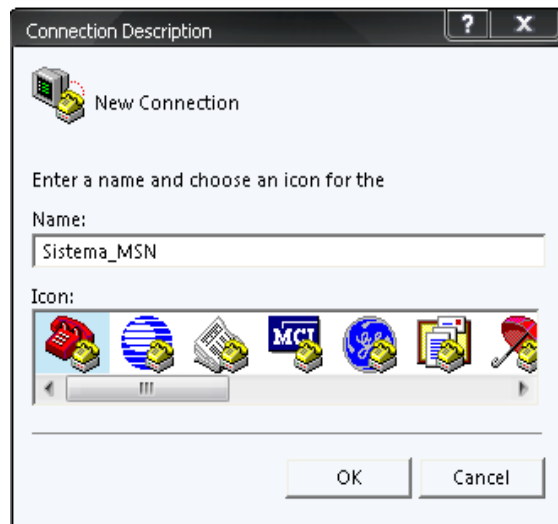 Connection Description
New Connection
Enter a name and choose an icon for the
Name:
Sistema_MSN
Icon:
MCI
OK
Cancel